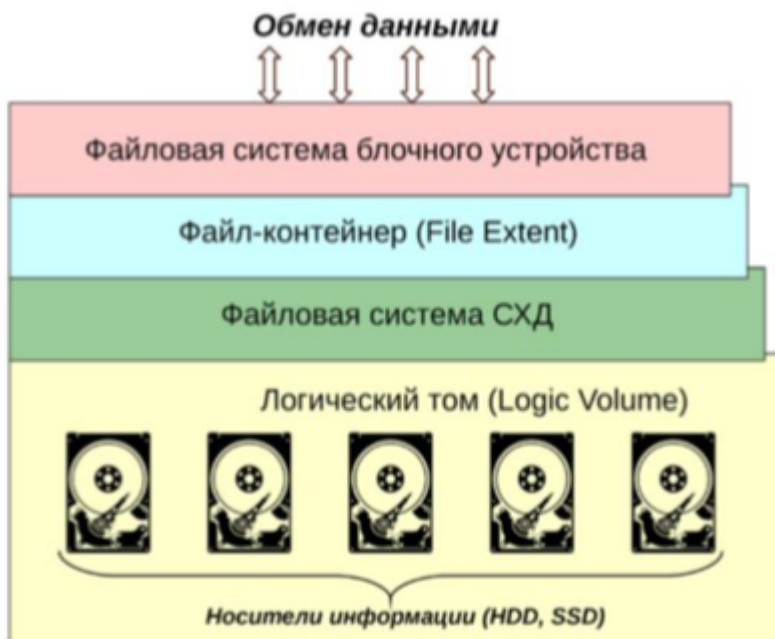 Обмен данными
Файловая система блочного устройства
Файл-контейнер (File Extent)
Файловая система СХД
Логический том (Logic Volume)
Носители информации (HDD, SSD)